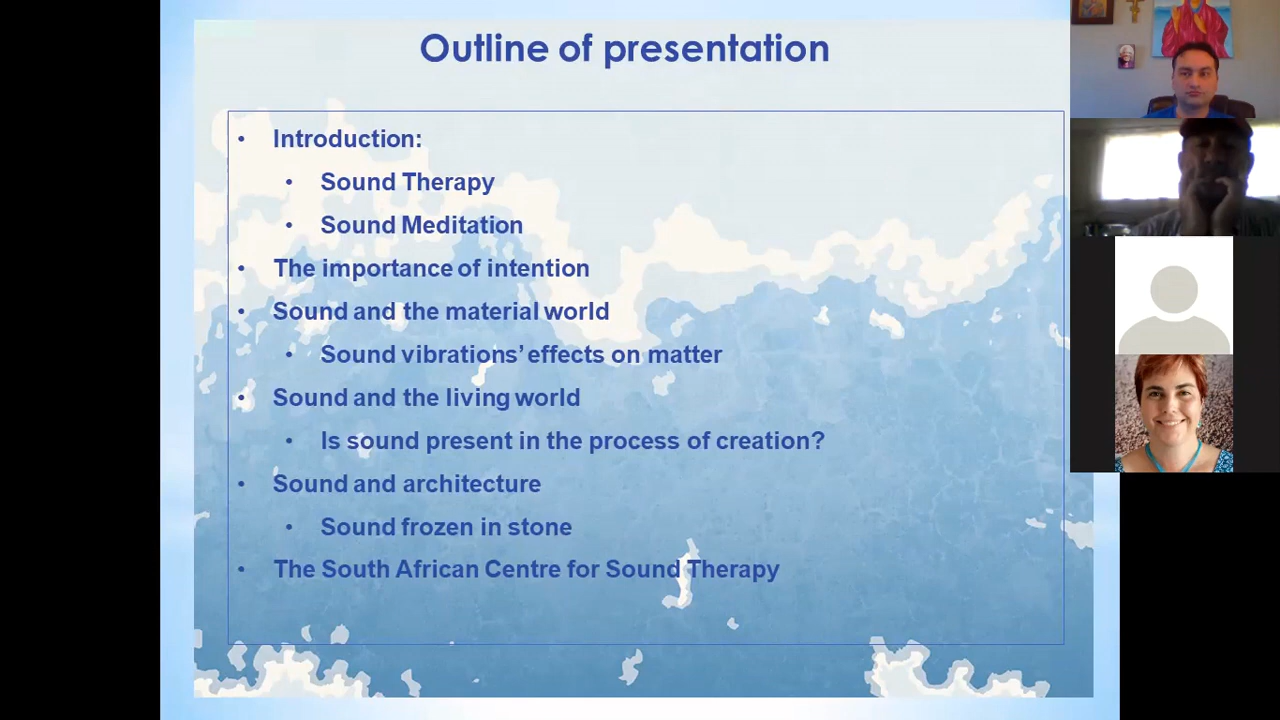 Outline of presentation
• Introduction:
• Sound Therapy
• Sound Meditation
• The importance of intention
• Sound and the material world
• Sound vibrations’ effects on matter
• Sound and the living world
• Is sound present in the process of creation?
• Sound and architecture
• Sound frozen in stone
• The South African Centre for Sound Therapy